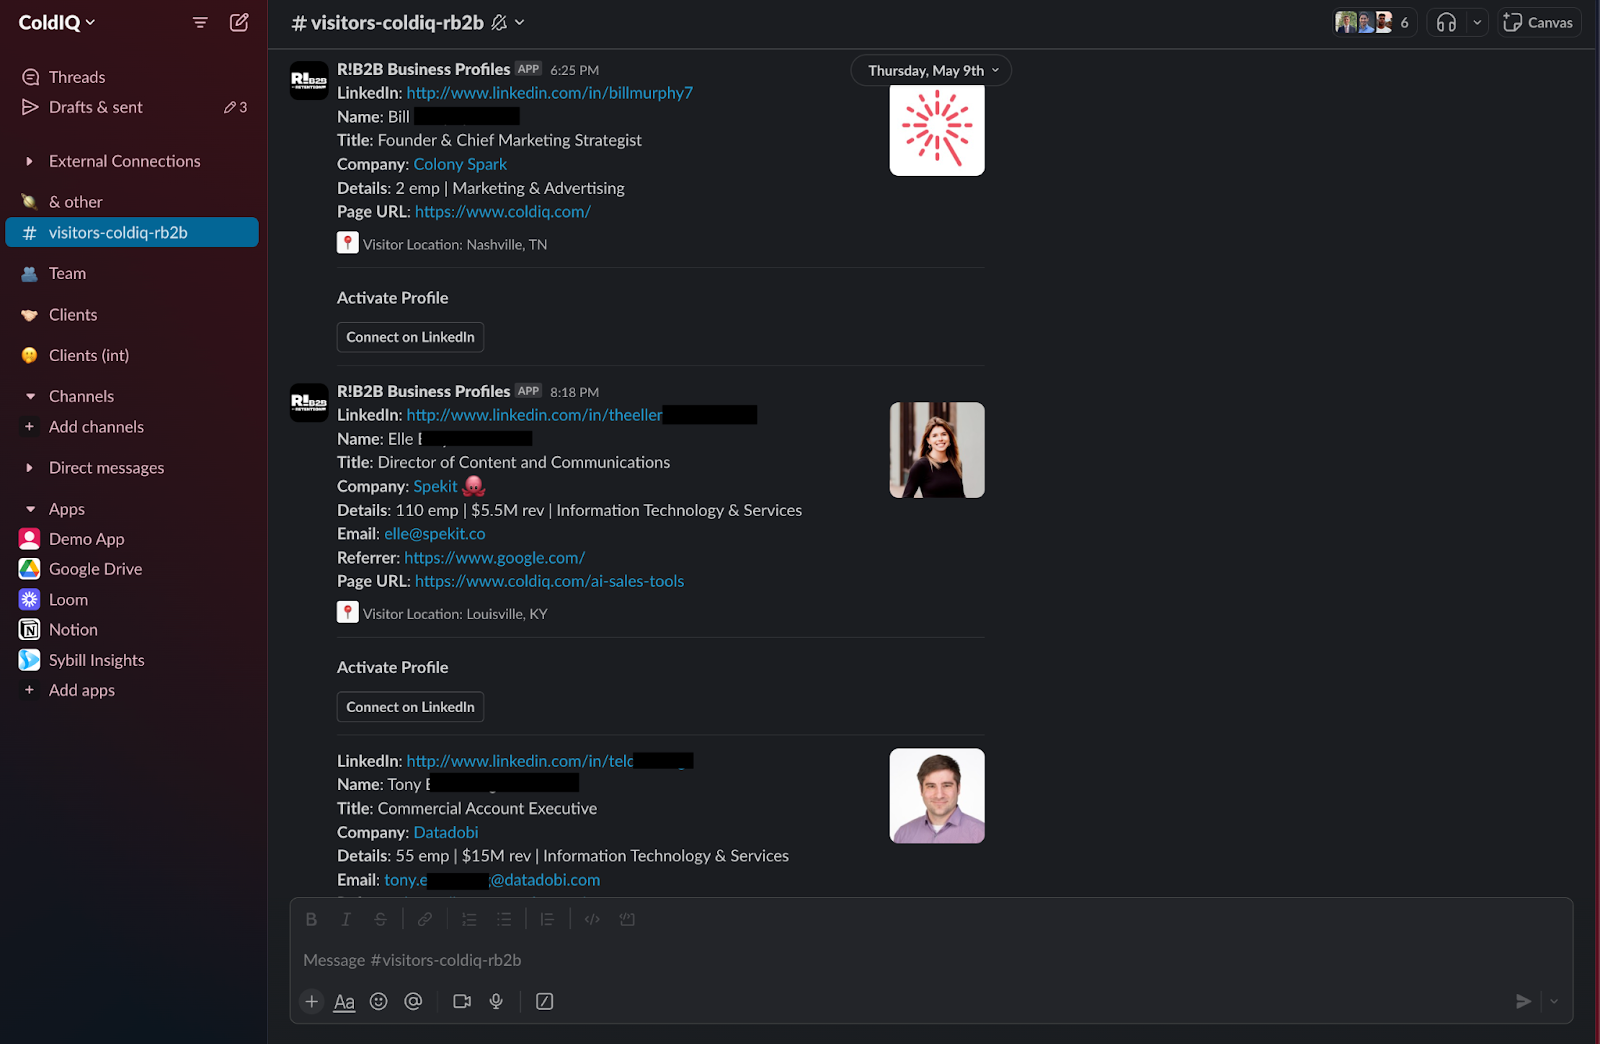 ColdIQ
Threads
Drafts & sent
3
External Connections
& other
# visitors-coldiq-rb2b
Team
Clients
Clients (int)
Channels
+ Add channels
Direct messages
Apps
Demo App
Google Drive
Loom
Notion
Sybill Insights
+ Add apps
# visitors-coldiq-rb2b
6
Canvas
Thursday, May 9th
R!B2B
R!B2B Business Profiles APP 6:25 PM
LinkedIn: http://www.linkedin.com/in/billmurphy7
Name: Bill
Title: Founder & Chief Marketing Strategist
Company: Colony Spark
Details: 2 emp | Marketing & Advertising
Page URL: https://www.coldiq.com/
Visitor Location: Nashville, TN
Activate Profile
Connect on LinkedIn
R!B2B
R!B2B Business Profiles APP 8:18 PM
LinkedIn: http://www.linkedin.com/in/theeller
Name: Elle
Title: Director of Content and Communications
Company: Spekit
Details: 110 emp | $5.5M rev | Information Technology & Services
Email: elle@spekit.co
Referrer: https://www.google.com/
Page URL: https://www.coldiq.com/ai-sales-tools
Visitor Location: Louisville, KY
Activate Profile
Connect on LinkedIn
LinkedIn: http://www.linkedin.com/in/telc
Name: Tony
Title: Commercial Account Executive
Company: Datadobi
Details: 55 emp | $15M rev | Information Technology & Services
Email: tony.e @datadobi.com
B I S
Message #visitors-coldiq-rb2b
+ Aa @